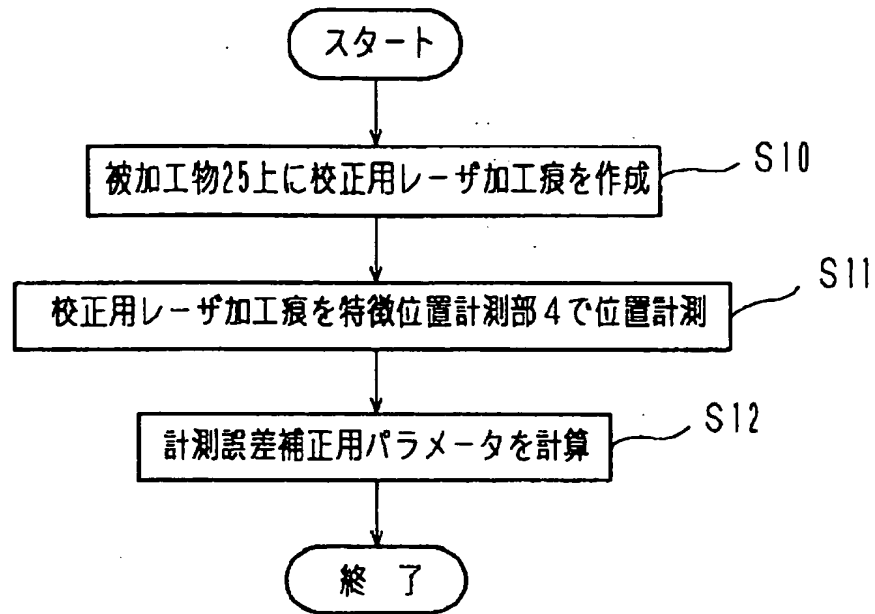 スタート
被加工物25上に校正用レーザ加工痕を作成
S10
校正用レーザ加工痕を特徴位置計測部4で位置計測
S11
計測誤差補正用パラメータを計算
S12
終了